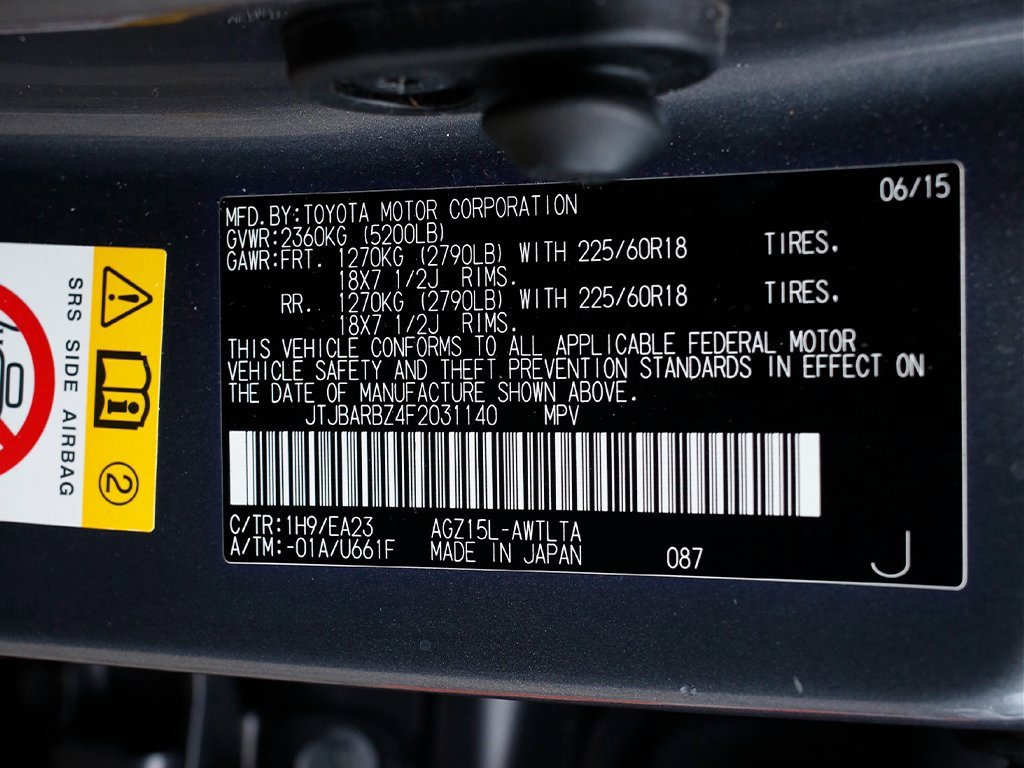 06/15
MFD. BY: TOYOTA MOTOR CORPORATION
GVWR: 2360KG (5200LB)
GAWR: FRT. 1270KG (2790LB) WITH 225/60R18 TIRES.
18X7 1/2J RIMS.
RR. 1270KG (2790LB) WITH 225/60R18 TIRES.
18X7 1/2J RIMS.
THIS VEHICLE CONFORMS TO ALL APPLICABLE FEDERAL MOTOR
VEHICLE SAFETY AND THEFT PREVENTION STANDARDS IN EFFECT ON
THE DATE OF MANUFACTURE SHOWN ABOVE.
JTJBARBZ4F2031140 MPV
C/TR: 1H9/EA23 AGZ15L-AWTLTA
A/TM: -01A/U661F MADE IN JAPAN 087
J
SRS SIDE AIRBAG
2